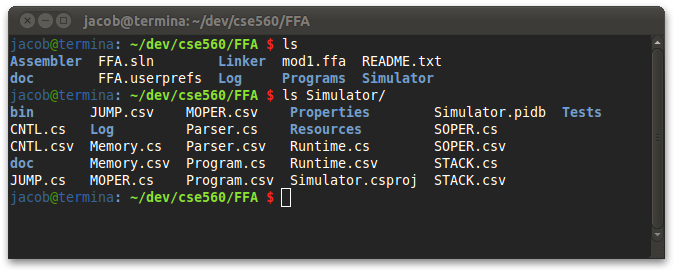 jacob@termina:~/dev/cse560/FFA
jacob@termina: ~/dev/cse560/FFA $ ls
Assembler  FFA.sln        Linker  mod1.ffa  README.txt
doc        FFA.userprefs  Log     Programs  Simulator
jacob@termina: ~/dev/cse560/FFA $ ls Simulator/
bin      JUMP.csv    MOPER.csv    Properties        Simulator.pidb  Tests
CNTL.cs  Log         Parser.cs    Resources         SOPER.cs
CNTL.csv  Memory.cs   Parser.csv   Runtime.cs        SOPER.csv
doc      Memory.csv  Program.cs   Runtime.csv       STACK.cs
JUMP.cs  MOPER.cs    Program.csv  Simulator.csproj  STACK.csv
jacob@termina: ~/dev/cse560/FFA $